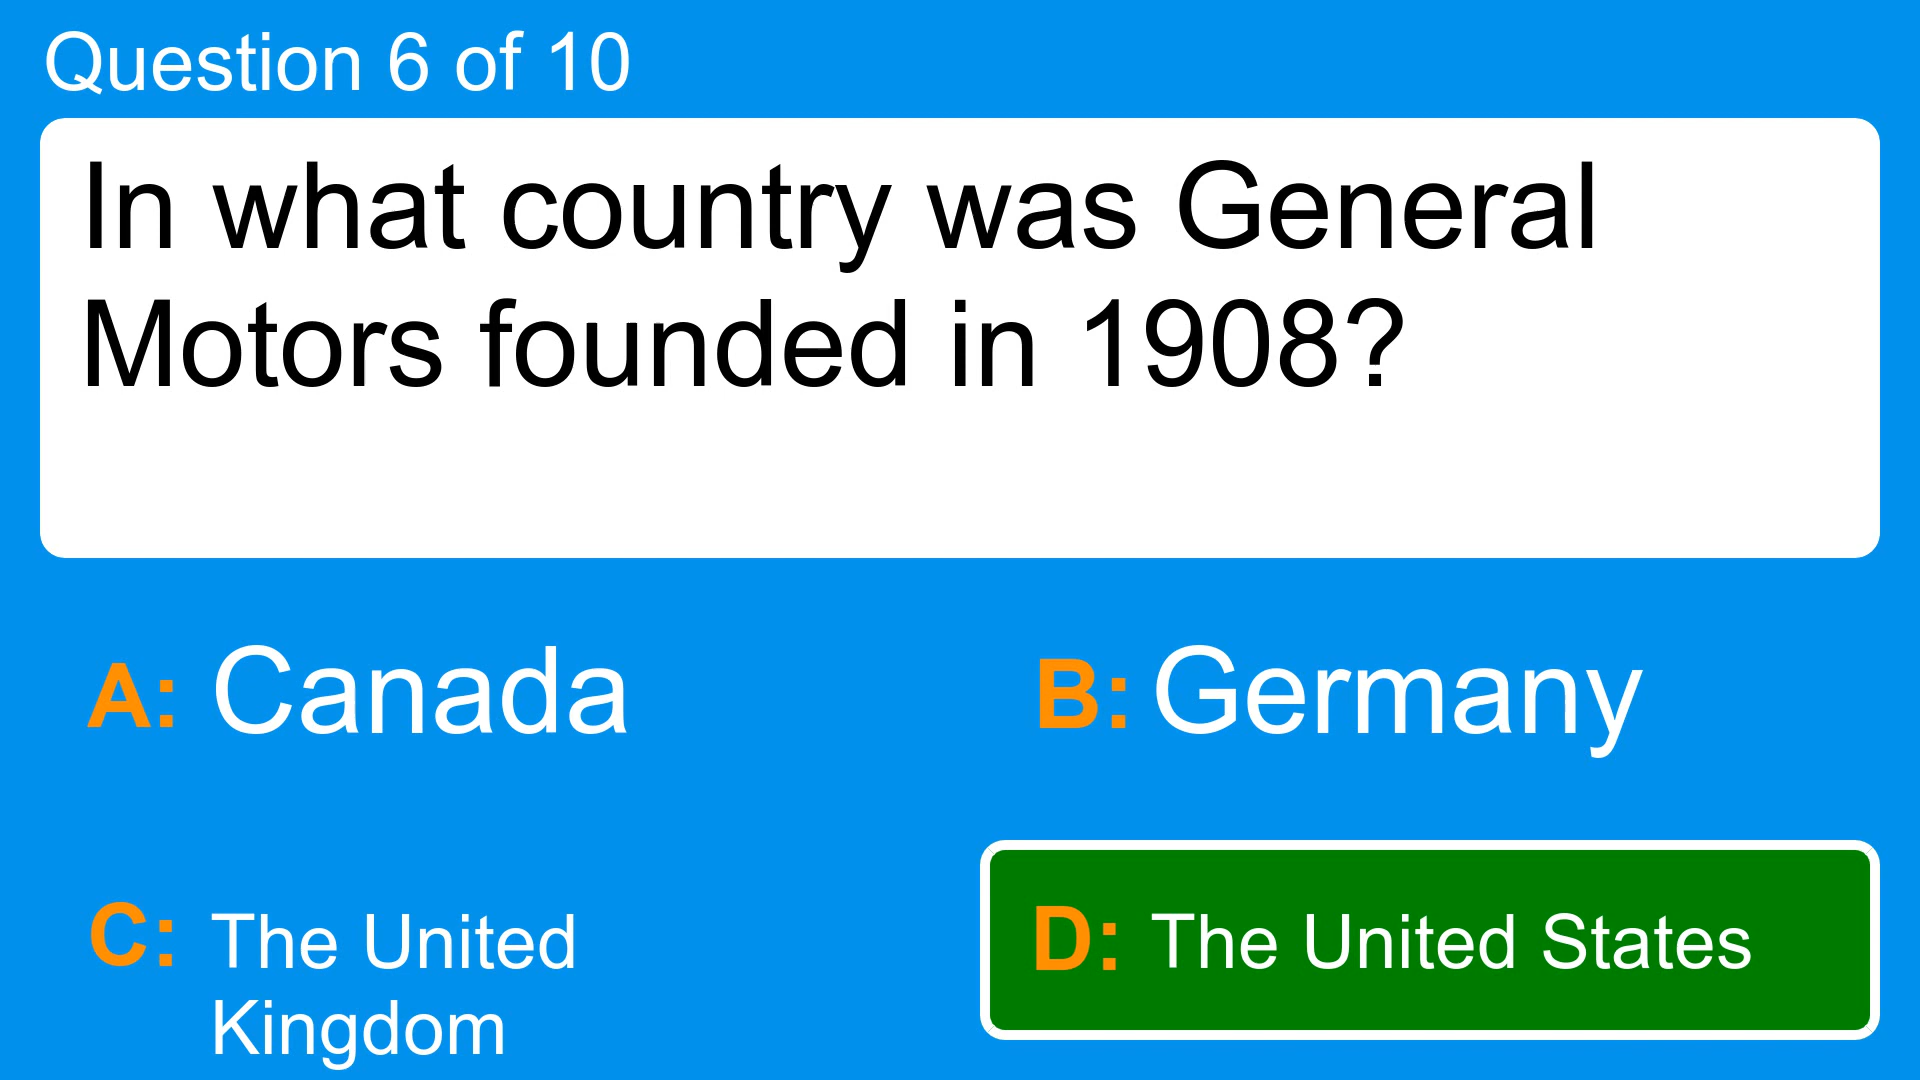 Question 6 of 10
In what country was General
Motors founded in 1908?
A: Canada
B: Germany
C: The United
Kingdom
D: The United States